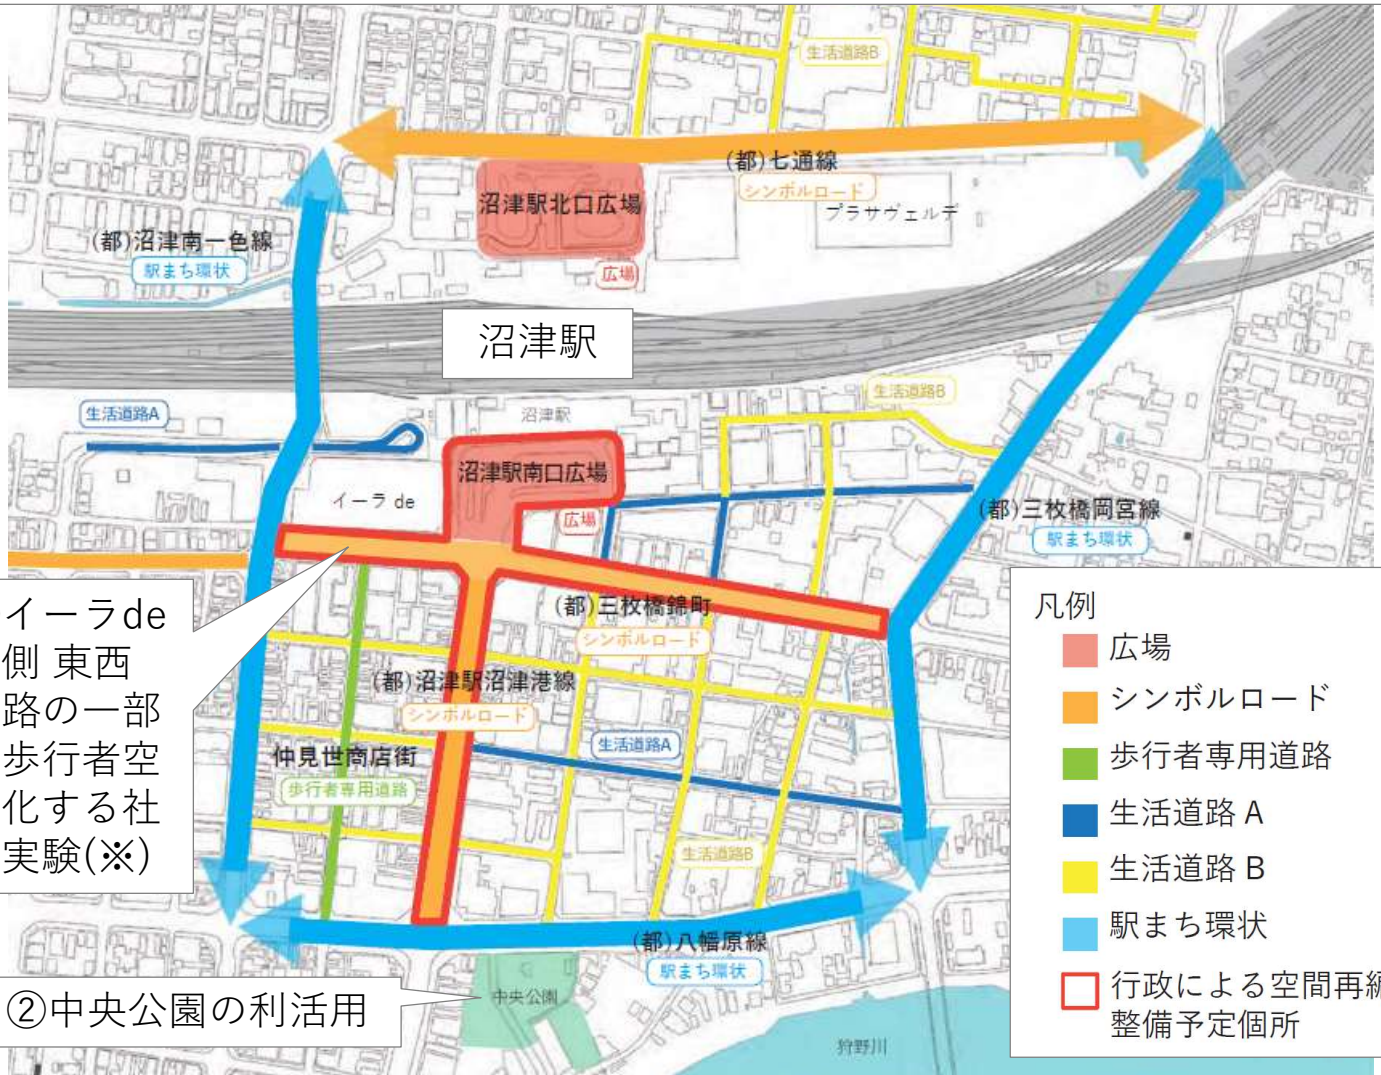 生活道路B
(都)七通線
シンボルロード
沼津駅北口広場
プラサヴェルデ
(都)沼津南一色線
駅まち環状
広場
沼津駅
生活道路A
沼津駅
生活道路B
沼津駅南口広場
イーラ de
広場
(都)三枚橋岡宮線
駅まち環状
イーラde
側 東西
路の一部
歩行者空
化する社
実験(※)
(都)三枚橋錦町
シンボルロード
(都)沼津駅沼津港線
シンボルロード
生活道路A
仲見世商店街
歩行者専用道路
生活道路B
(都)八幡原線
駅まち環状
②中央公園の利活用
中央公園
狩野川
凡例
広場
シンボルロード
歩行者専用道路
生活道路 A
生活道路 B
駅まち環状
行政による空間再編
整備予定個所